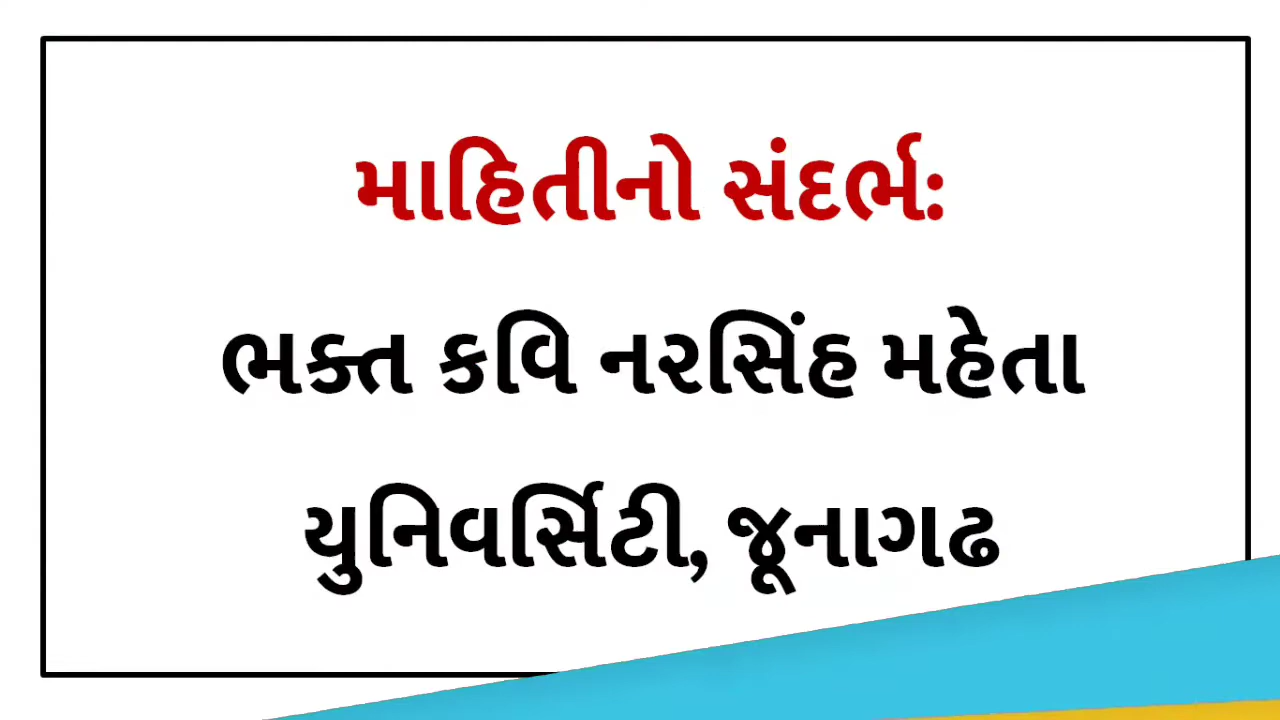 માહિતીનો સંદર્ભ:
ભક્ત કવિ નરસિંહ મહેતા
યુનિવર્સિટી, જૂનાગઢ